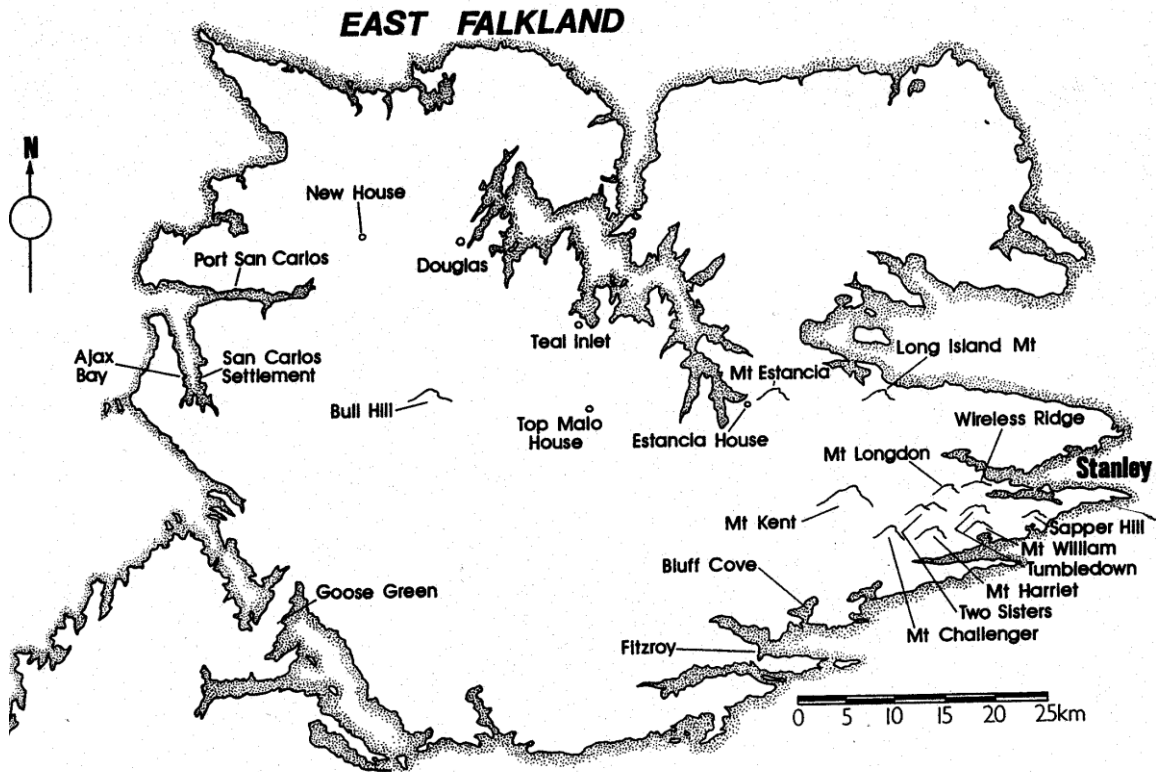 EAST FALKLAND
N
New House
Douglas
Port San Carlos
Teal Inlet
Long Island Mt
Ajax
Bay
San Carlos
Settlement
Mt Estancia
Bull Hill
Top Malo
House
Estancia House
Wireless Ridge
Mt Longdon
Stanley
Mt Kent
Sapper Hill
Mt William
Tumbledown
Bluff Cove
Mt Harriet
Goose Green
Two Sisters
Mt Challenger
Fitzroy
0 5 10 15 20 25km